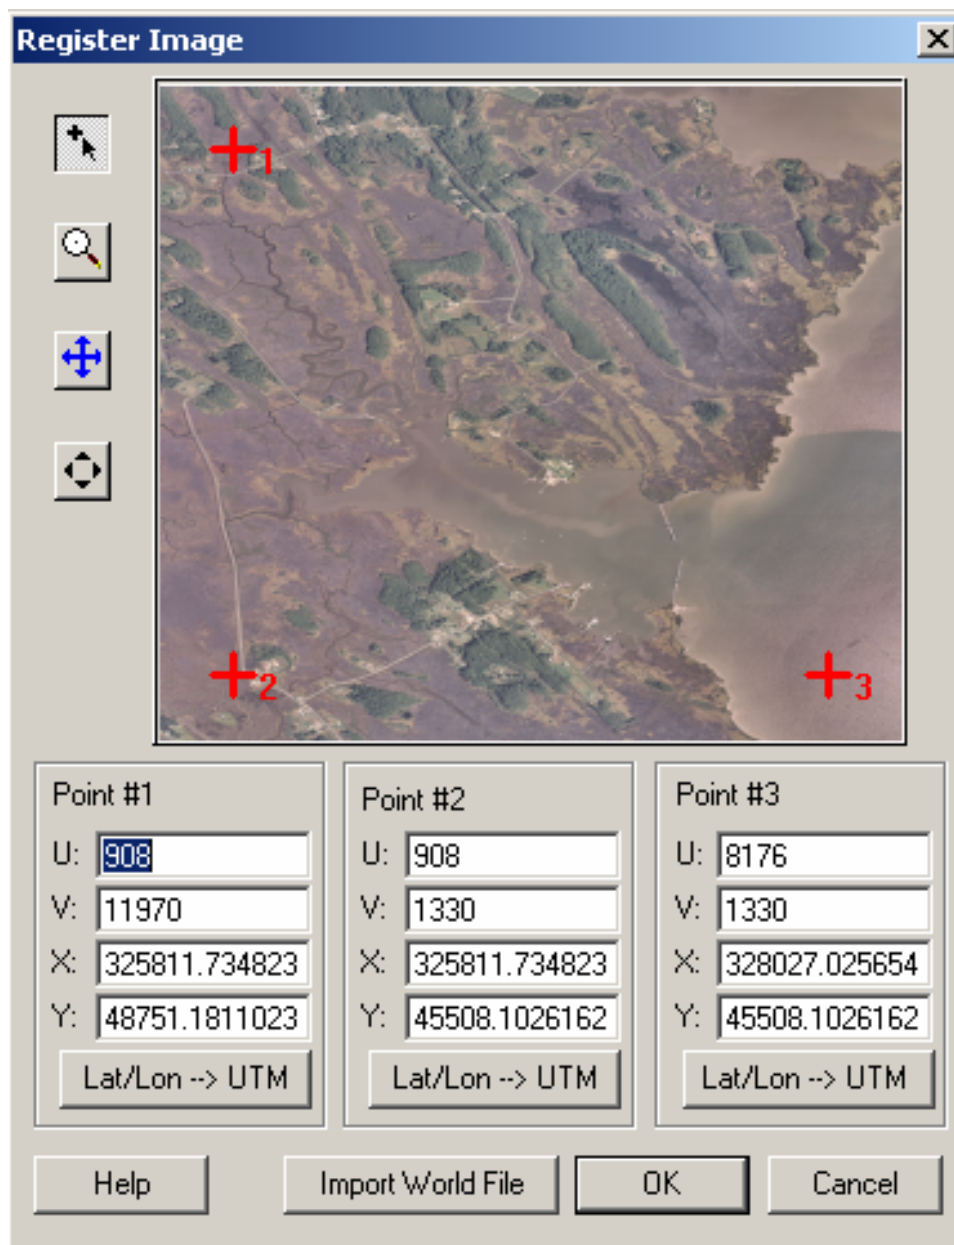 Register Image
1
2
3
Point #1
U: 908
V: 11970
X: 325811.734823
Y: 48751.1811023
Lat/Lon --> UTM
Point #2
U: 908
V: 1330
X: 325811.734823
Y: 45508.1026162
Lat/Lon --> UTM
Point #3
U: 8176
V: 1330
X: 328027.025654
Y: 45508.1026162
Lat/Lon --> UTM
Help
Import World File
OK
Cancel